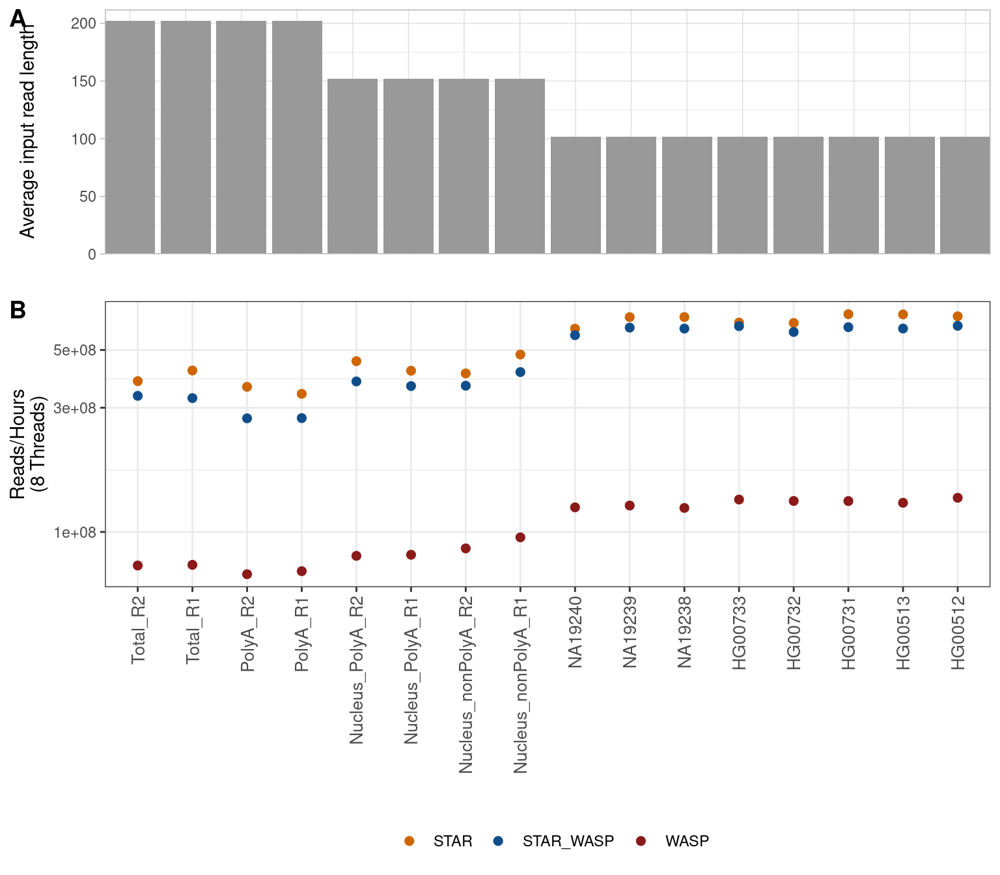 A
Average input read length
200
150
100
50
0
B
Reads/Hours
(8 Threads)
5e+08
3e+08
1e+08
Total_R2
Total_R1
PolyA_R2
PolyA_R1
Nucleus_PolyA_R2
Nucleus_PolyA_R1
Nucleus_nonPolyA_R2
Nucleus_nonPolyA_R1
NA19240
NA19239
NA19238
HG00733
HG00732
HG00731
HG00513
HG00512
STAR STAR_WASP WASP